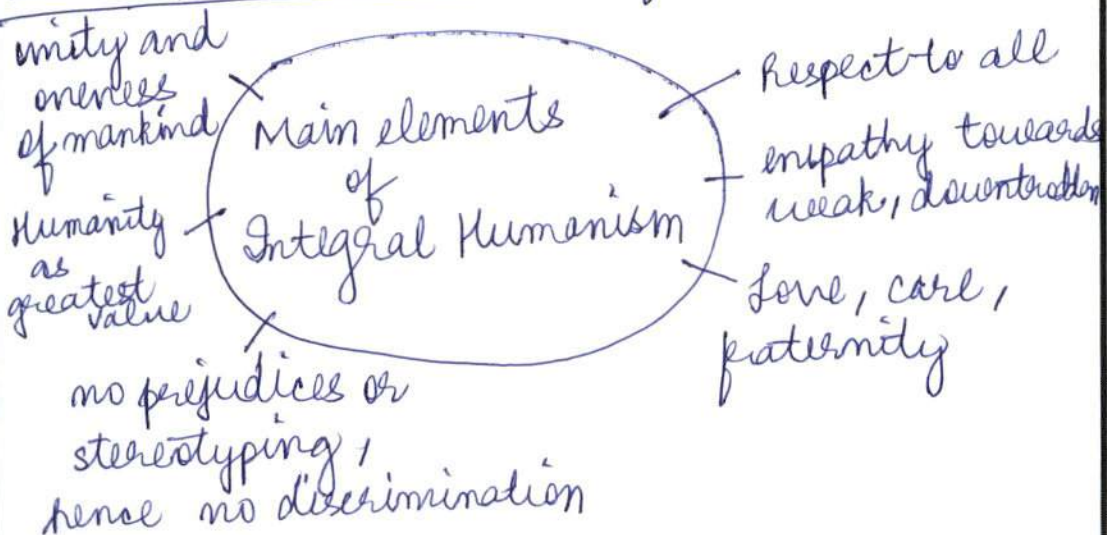 Main elements
of
Integral Humanism
unity and
oneness
of mankind
Humanity
as
greatest
value
no prejudices or
stereotyping,
hence no discrimination
Respect to all
empathy towards
weak, downtrodden
Love, care,
fraternity